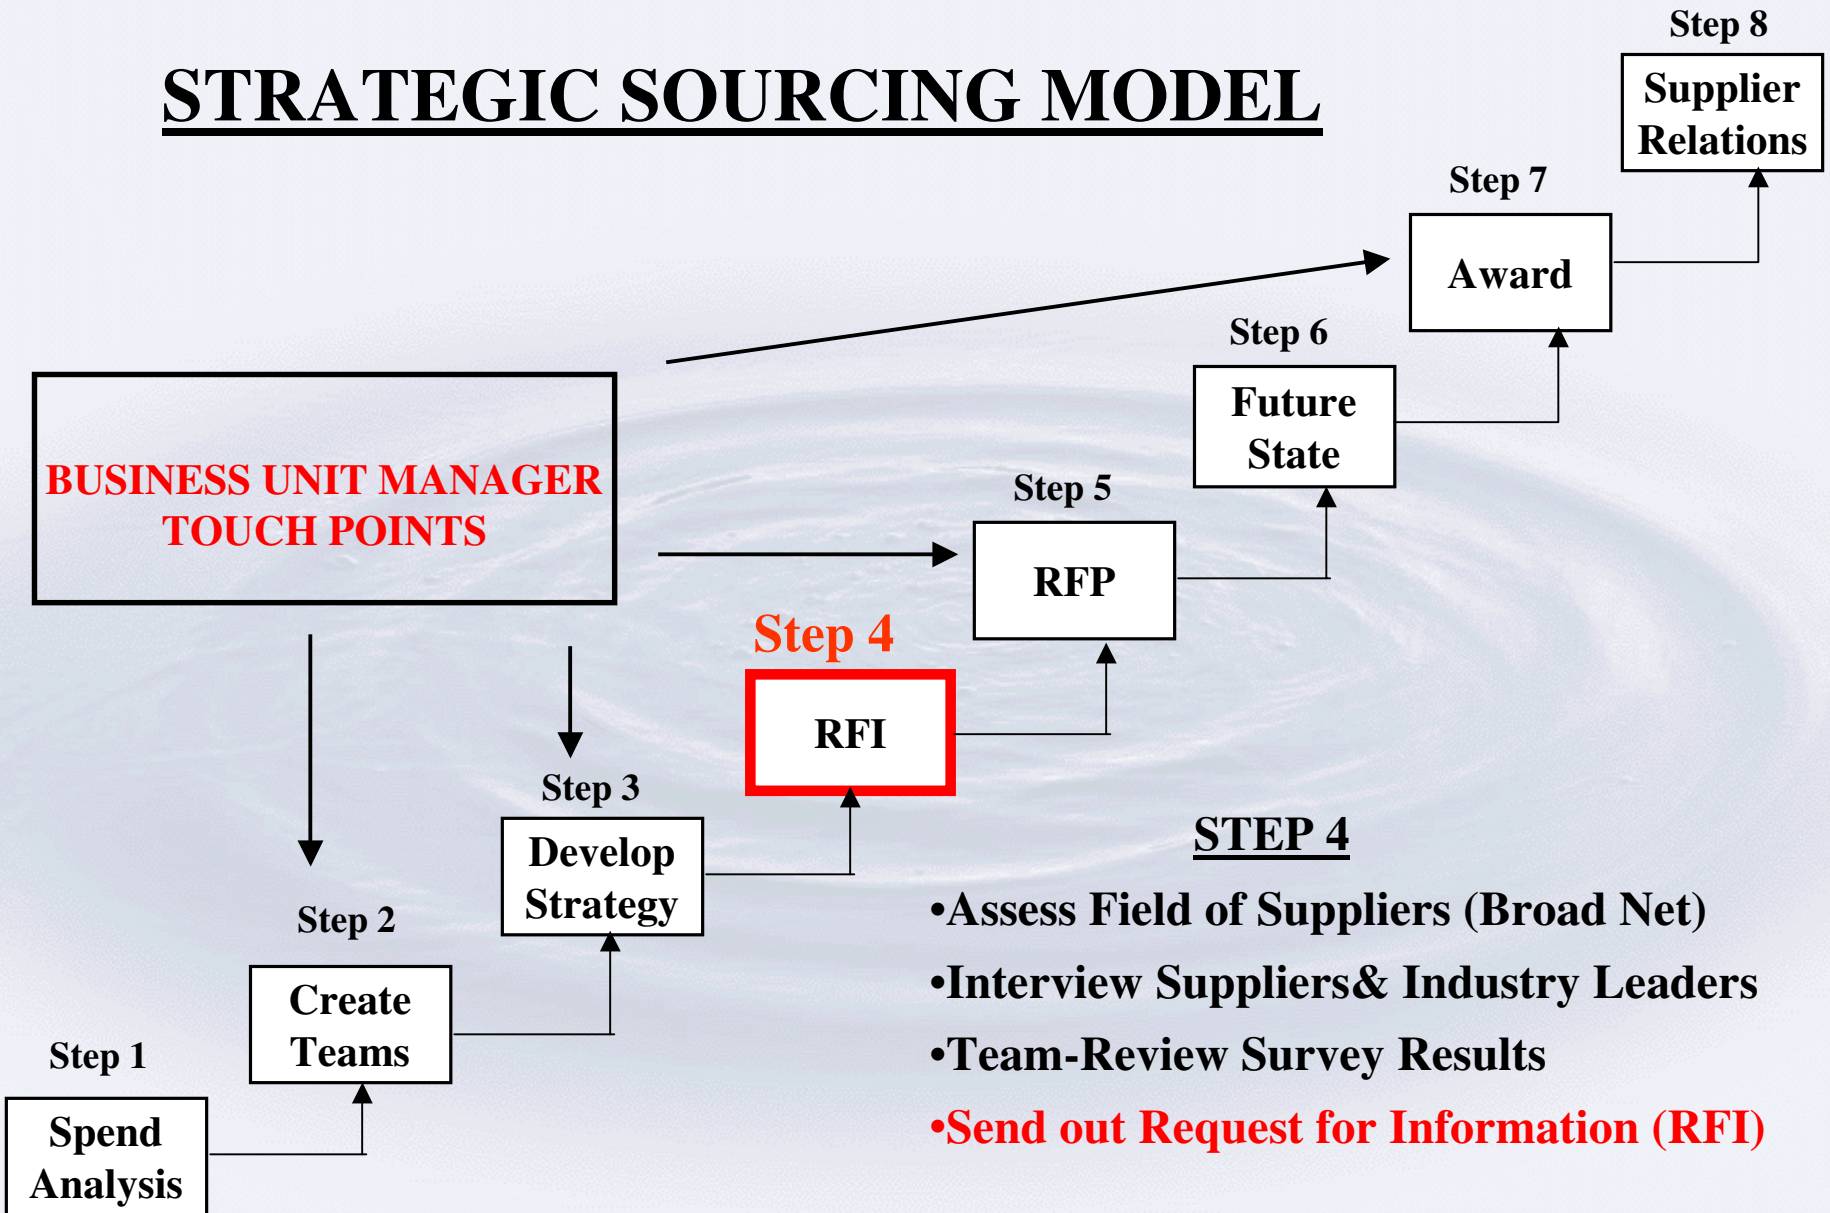 STRATEGIC SOURCING MODEL
Step 8
Supplier
Relations
Step 7
Award
Step 6
Future
State
BUSINESS UNIT MANAGER
TOUCH POINTS
Step 5
RFP
Step 4
RFI
Step 3
Develop
Strategy
Step 2
Create
Teams
Step 1
Spend
Analysis
STEP 4
•Assess Field of Suppliers (Broad Net)
•Interview Suppliers& Industry Leaders
•Team-Review Survey Results
•Send out Request for Information (RFI)